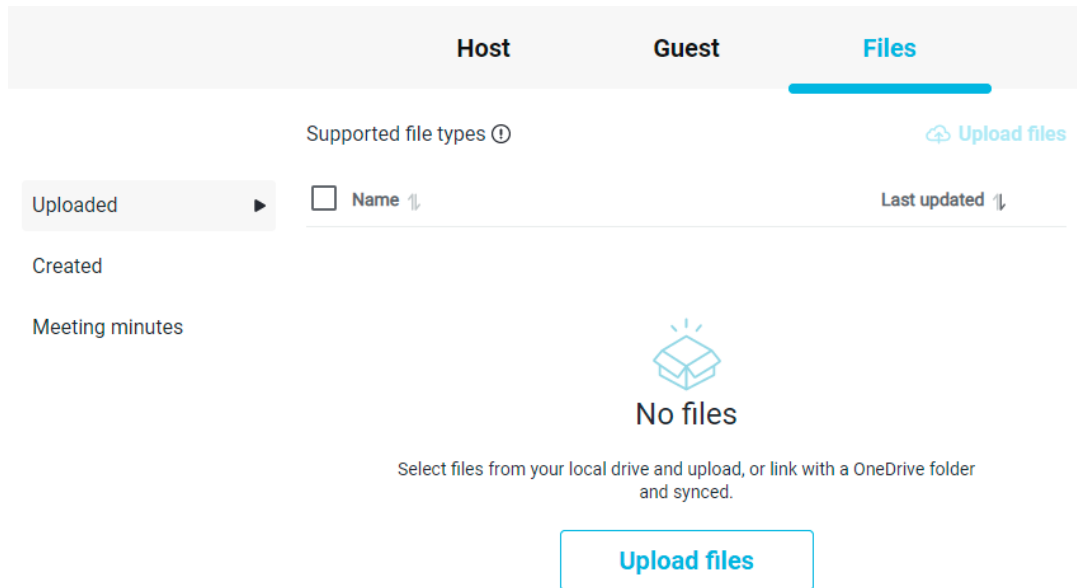 Host Guest Files
Supported file types
Upload files
Uploaded
Name
Last updated
Created
Meeting minutes
No files
Select files from your local drive and upload, or link with a OneDrive folder
and synced.
Upload files